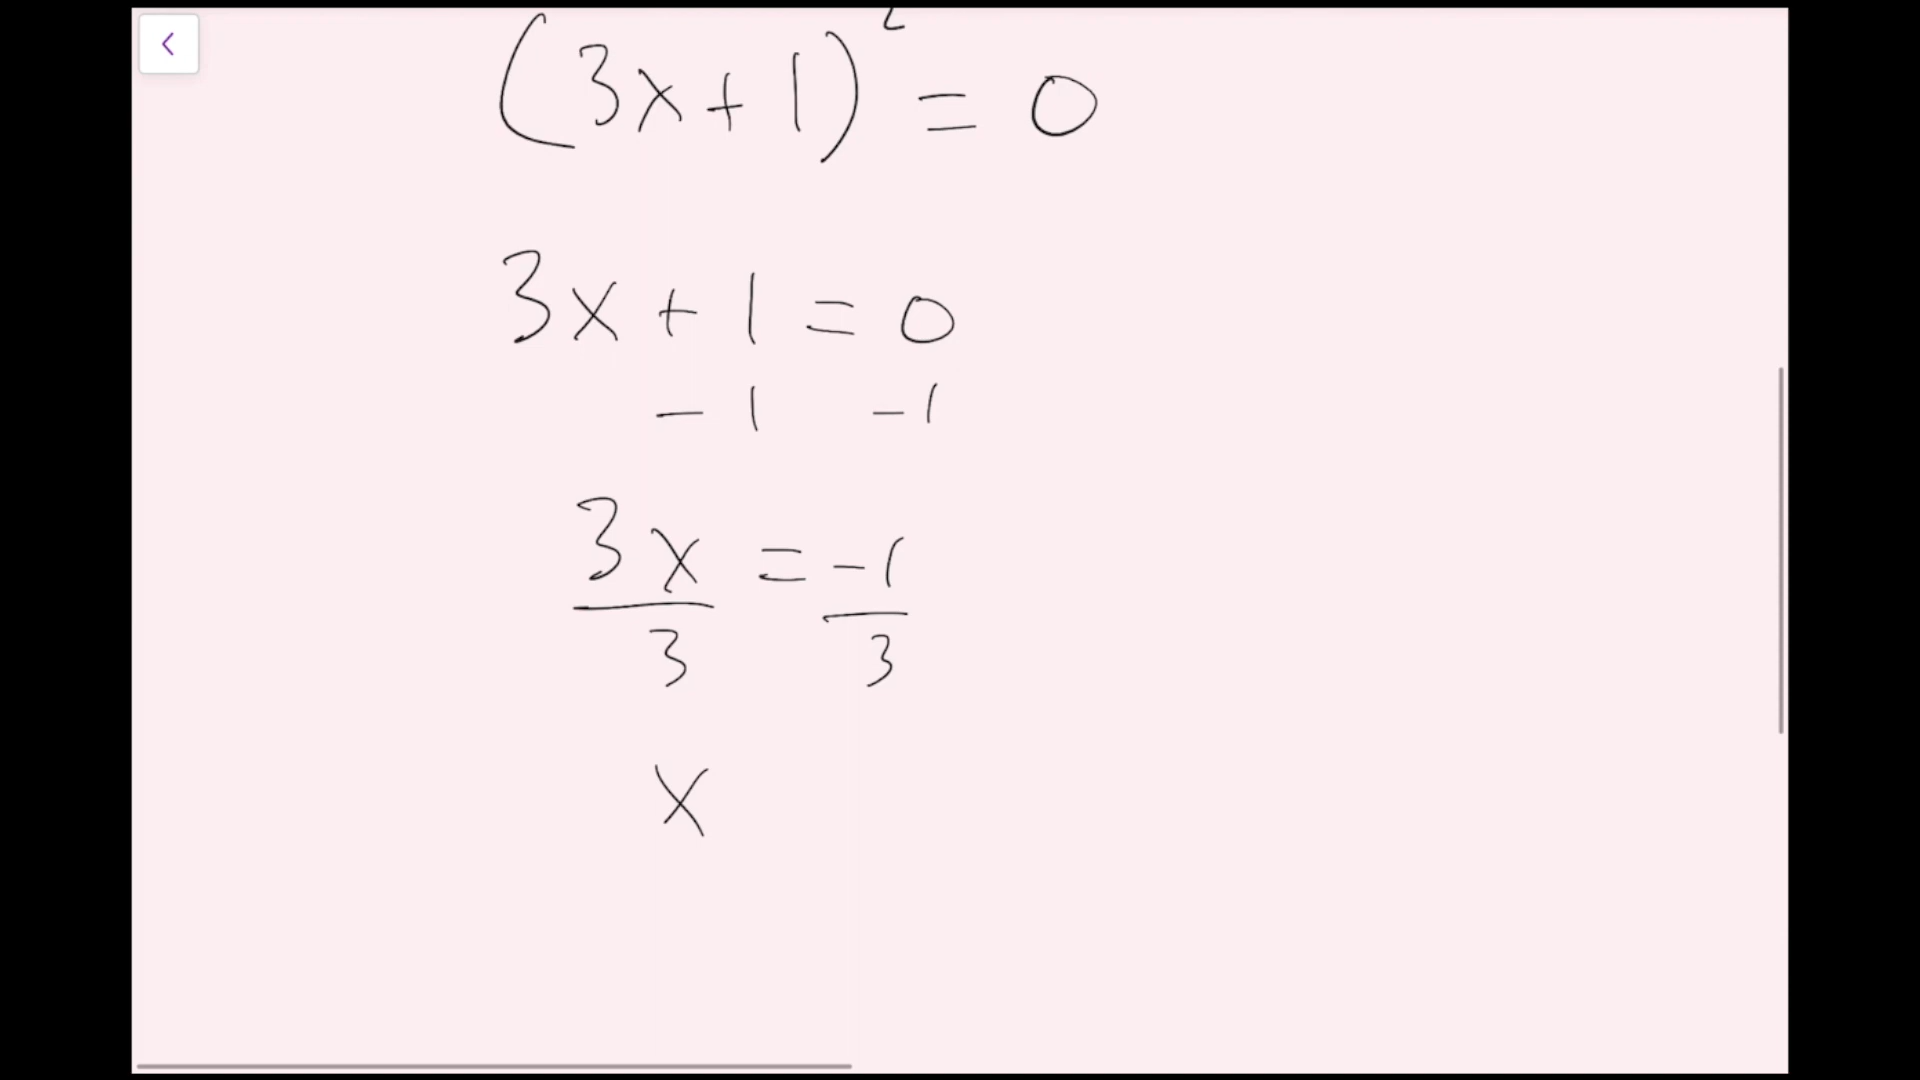 (3x+1)² = 0
3x + 1 = 0
- 1 -1
3x = -1
3 3
x